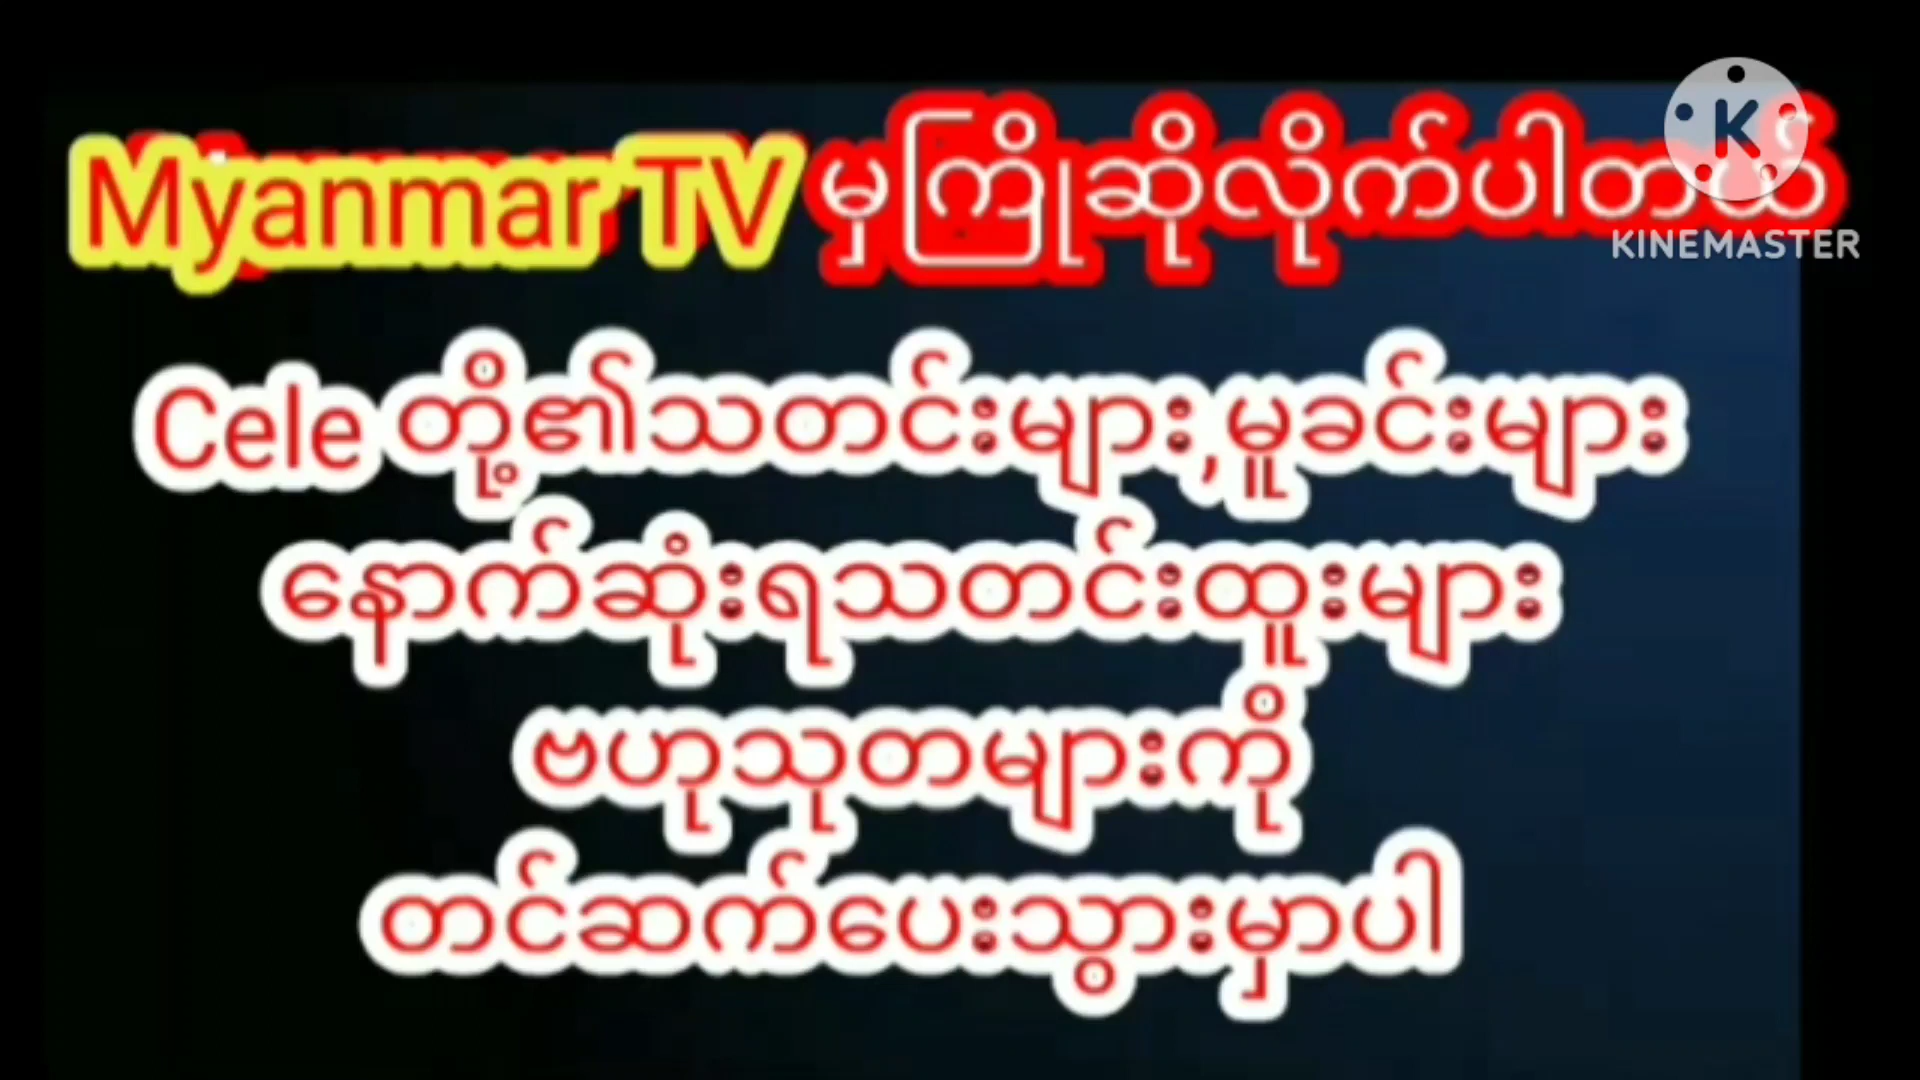 Myanmar TV မှကြိုဆိုလိုက်ပါတယ်
KINEMASTER
Cele တို့၏သတင်းများ,မူခင်းများ
နောက်ဆုံးရသတင်းထူးများ
ဗဟုသုတများကို
တင်ဆက်ပေးသွားမှာပါ